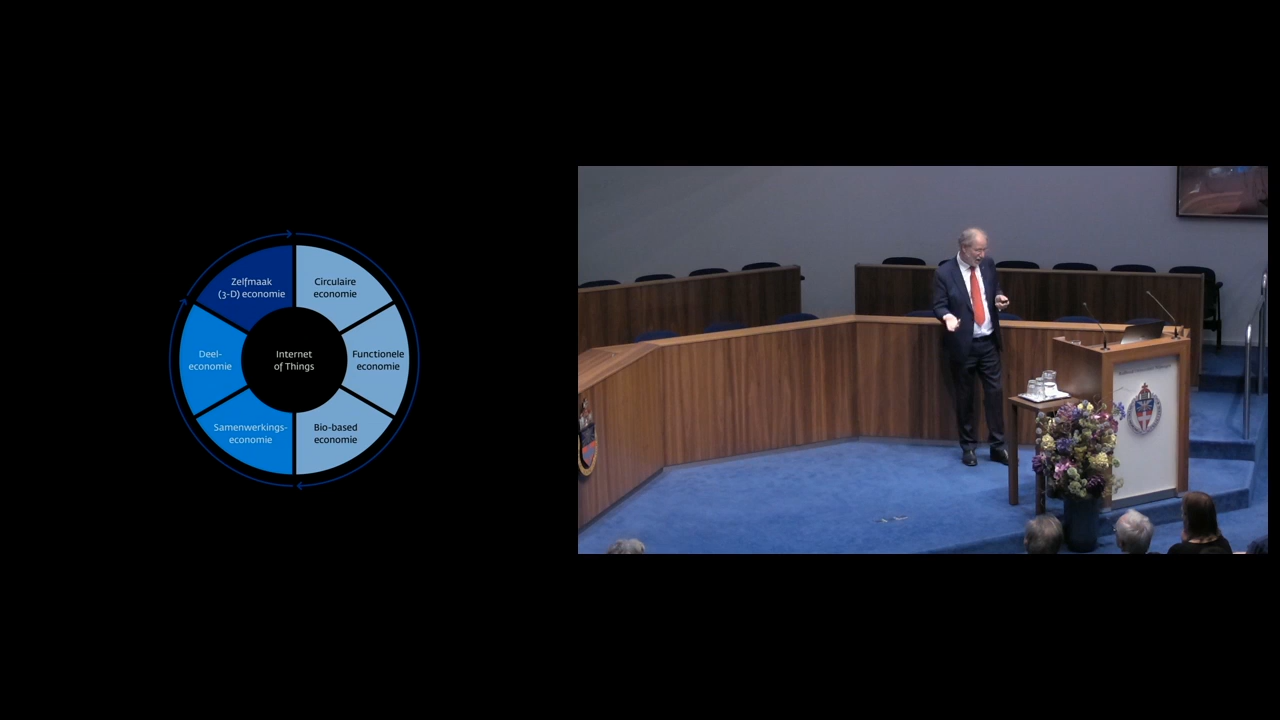 Zelfmaak
(3-D) economie
Circulaire
economie
Deel-
economie
Internet
of Things
Functionele
economie
Samenwerkings-
economie
Bio-based
economie